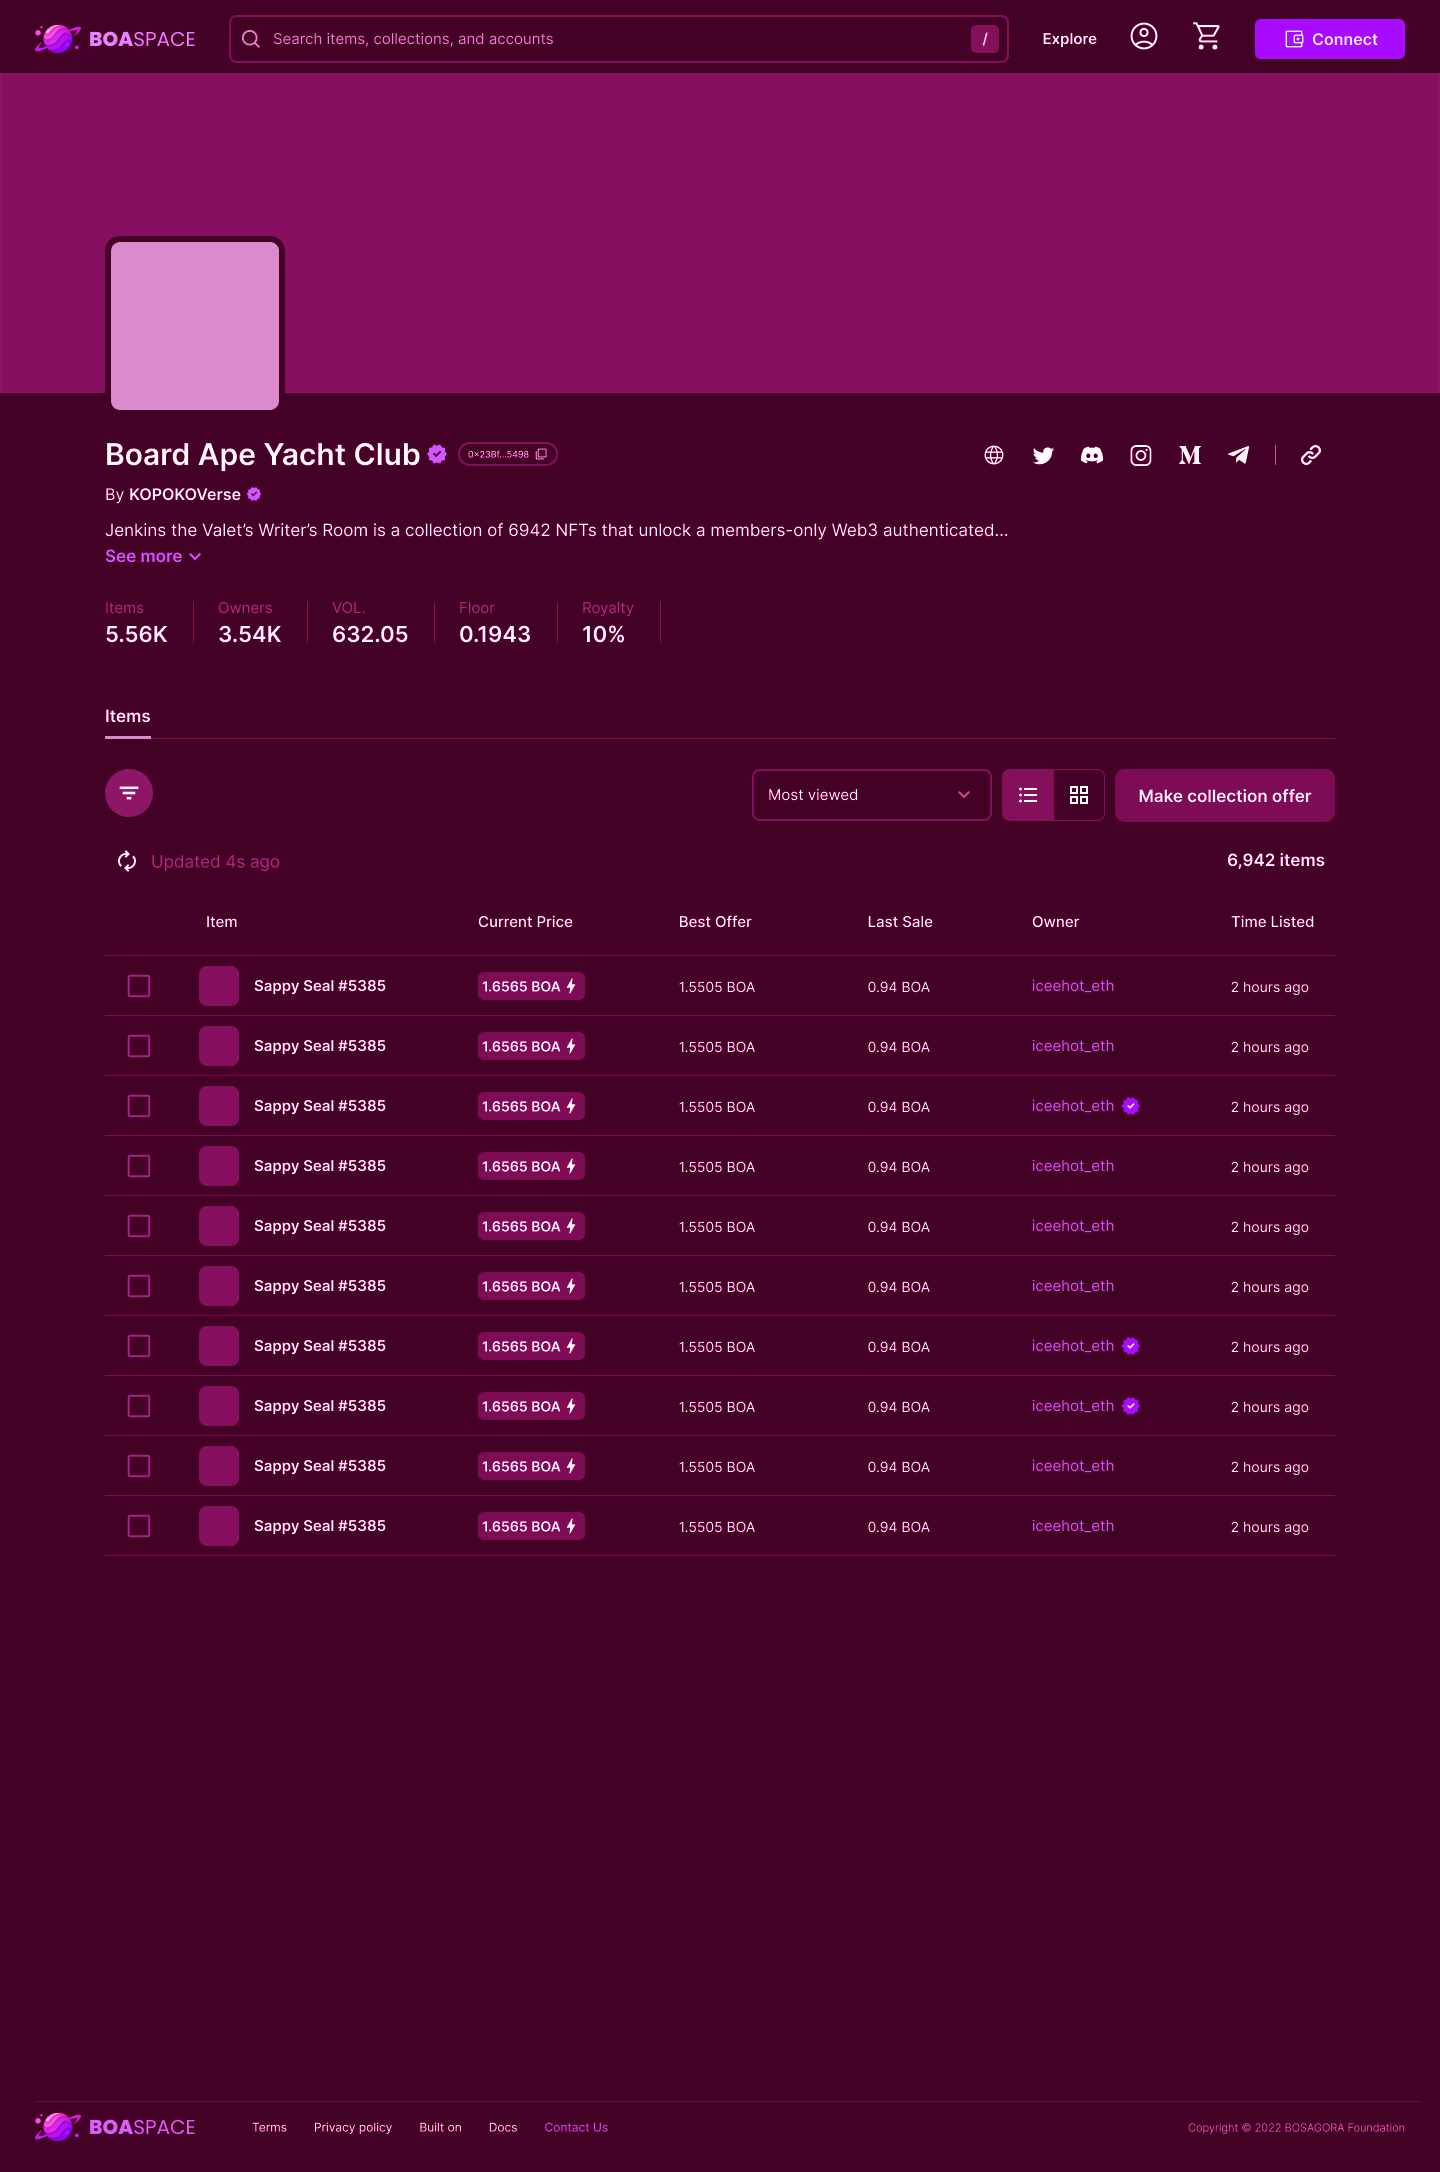 BOASPACE
Search items, collections, and accounts
/
Explore
Connect
Board Ape Yacht Club
0x23Bf...5498
By KOPOKOVerse
Jenkins the Valet’s Writer’s Room is a collection of 6942 NFTs that unlock a members-only Web3 authenticated...
See more
Items Owners VOL. Floor Royalty
5.56K 3.54K 632.05 0.1943 10%
Items
Most viewed
Make collection offer
Updated 4s ago
6,942 items
Item Current Price Best Offer Last Sale Owner Time Listed
Sappy Seal #5385 1.6565 BOA 1.5505 BOA 0.94 BOA iceehot_eth 2 hours ago
Sappy Seal #5385 1.6565 BOA 1.5505 BOA 0.94 BOA iceehot_eth 2 hours ago
Sappy Seal #5385 1.6565 BOA 1.5505 BOA 0.94 BOA iceehot_eth 2 hours ago
Sappy Seal #5385 1.6565 BOA 1.5505 BOA 0.94 BOA iceehot_eth 2 hours ago
Sappy Seal #5385 1.6565 BOA 1.5505 BOA 0.94 BOA iceehot_eth 2 hours ago
Sappy Seal #5385 1.6565 BOA 1.5505 BOA 0.94 BOA iceehot_eth 2 hours ago
Sappy Seal #5385 1.6565 BOA 1.5505 BOA 0.94 BOA iceehot_eth 2 hours ago
Sappy Seal #5385 1.6565 BOA 1.5505 BOA 0.94 BOA iceehot_eth 2 hours ago
Sappy Seal #5385 1.6565 BOA 1.5505 BOA 0.94 BOA iceehot_eth 2 hours ago
Sappy Seal #5385 1.6565 BOA 1.5505 BOA 0.94 BOA iceehot_eth 2 hours ago
BOASPACE
Terms Privacy policy Built on Docs Contact Us
Copyright © 2022 BOSAGORA Foundation